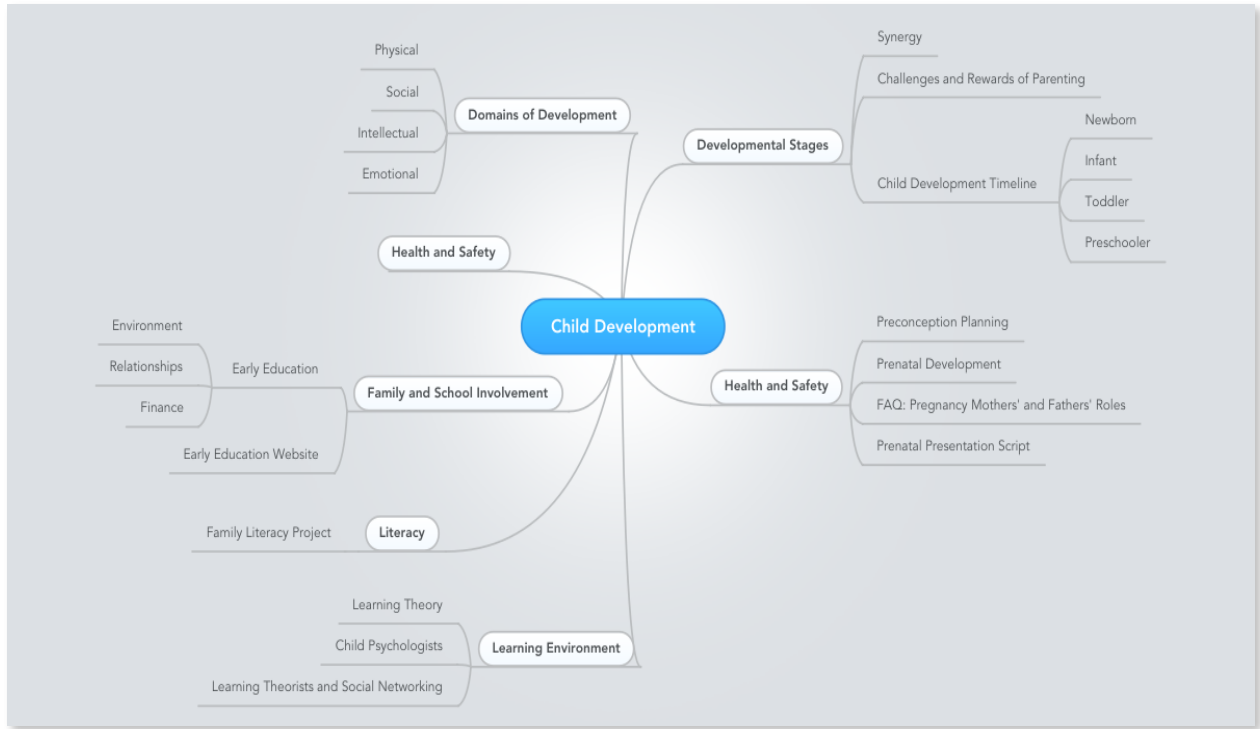 Child Development
Developmental Stages
Synergy
Challenges and Rewards of Parenting
Child Development Timeline
Newborn
Infant
Toddler
Preschooler
Health and Safety
Preconception Planning
Prenatal Development
FAQ: Pregnancy Mothers' and Fathers' Roles
Prenatal Presentation Script
Domains of Development
Physical
Social
Intellectual
Emotional
Health and Safety
Family and School Involvement
Early Education
Environment
Relationships
Finance
Early Education Website
Literacy
Family Literacy Project
Learning Environment
Learning Theory
Child Psychologists
Learning Theorists and Social Networking